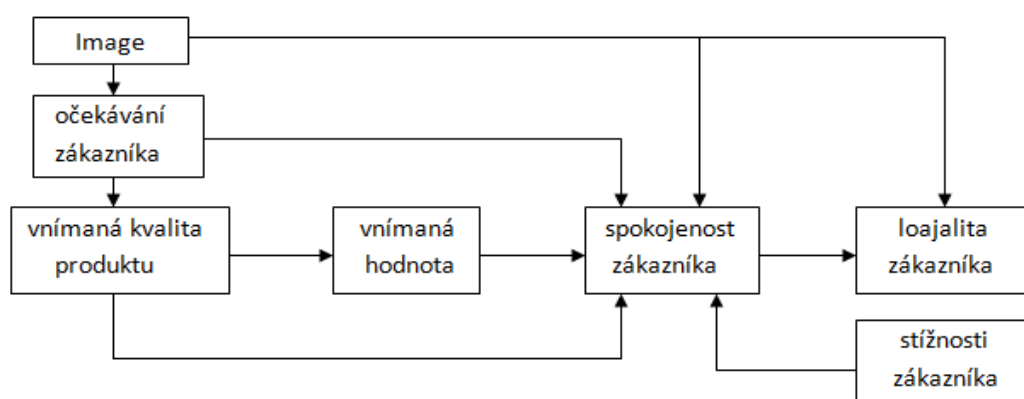 Image
očekávání
zákazníka
vnímaná kvalita
produktu
vnímaná
hodnota
spokojenost
zákazníka
loajalita
zákazníka
stížnosti
zákazníka